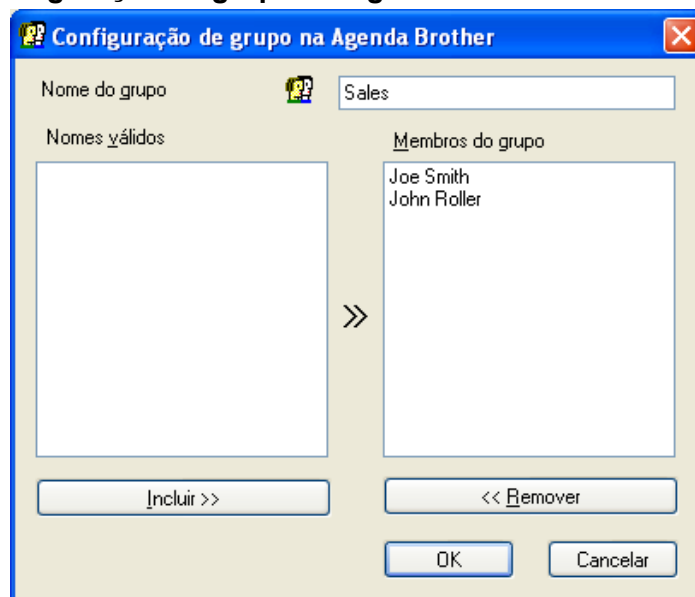 Configuração de grupo na Agenda Brother
Nome do grupo
Sales
Nomes válidos
Membros do grupo
Joe Smith
John Roller
>>
Incluir >>
<< Remover
OK
Cancelar